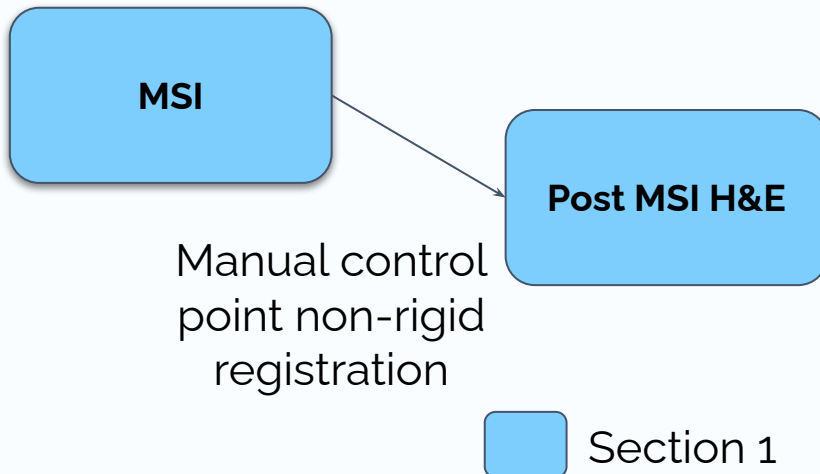 MSI
Post MSI H&E
Manual control
point non-rigid
registration
Section 1